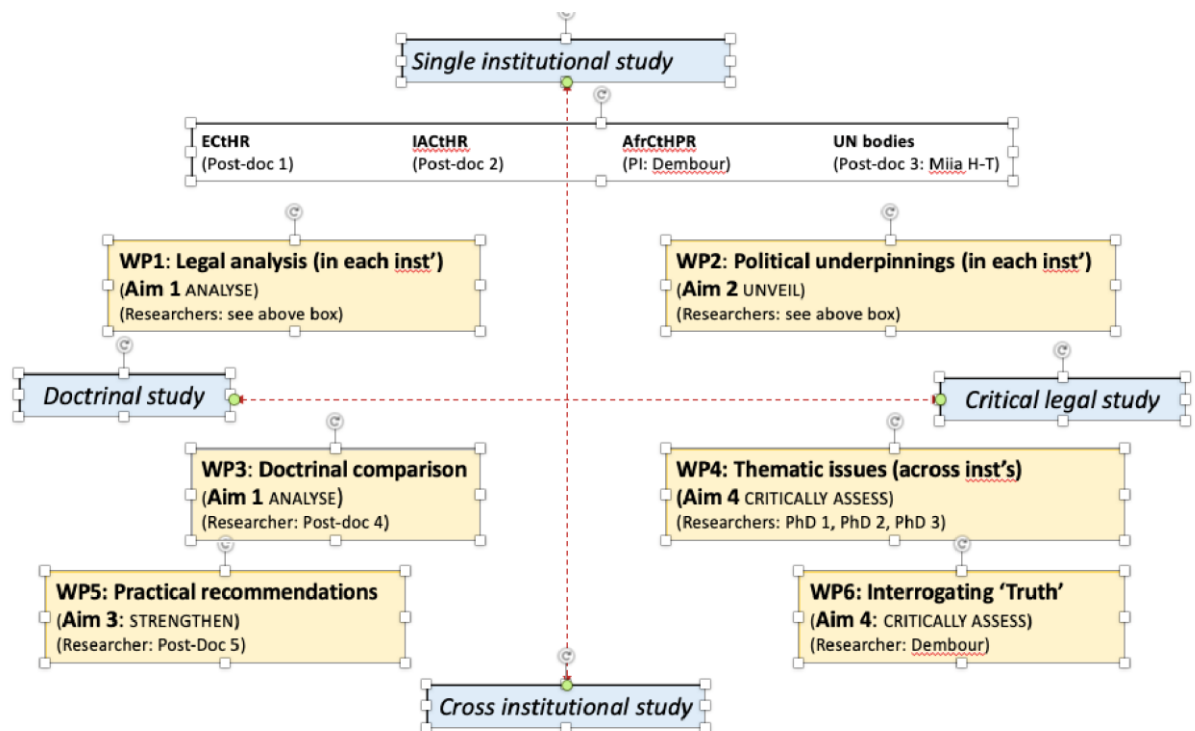 Single institutional study
ECtHR IACtHR AfrCtHPR UN bodies
(Post-doc 1) (Post-doc 2) (PI: Dembour) (Post-doc 3: Miia H-T)
WP1: Legal analysis (in each inst’)
(Aim 1 ANALYSE)
(Researchers: see above box)
WP2: Political underpinnings (in each inst’)
(Aim 2 UNVEIL)
(Researchers: see above box)
Doctrinal study
Critical legal study
WP3: Doctrinal comparison
(Aim 1 ANALYSE)
(Researcher: Post-doc 4)
WP4: Thematic issues (across inst’s)
(Aim 4 CRITICALLY ASSESS)
(Researchers: PhD 1, PhD 2, PhD 3)
WP5: Practical recommendations
(Aim 3: STRENGTHEN)
(Researcher: Post-Doc 5)
WP6: Interrogating ‘Truth’
(Aim 4: CRITICALLY ASSESS)
(Researcher: Dembour)
Cross institutional study